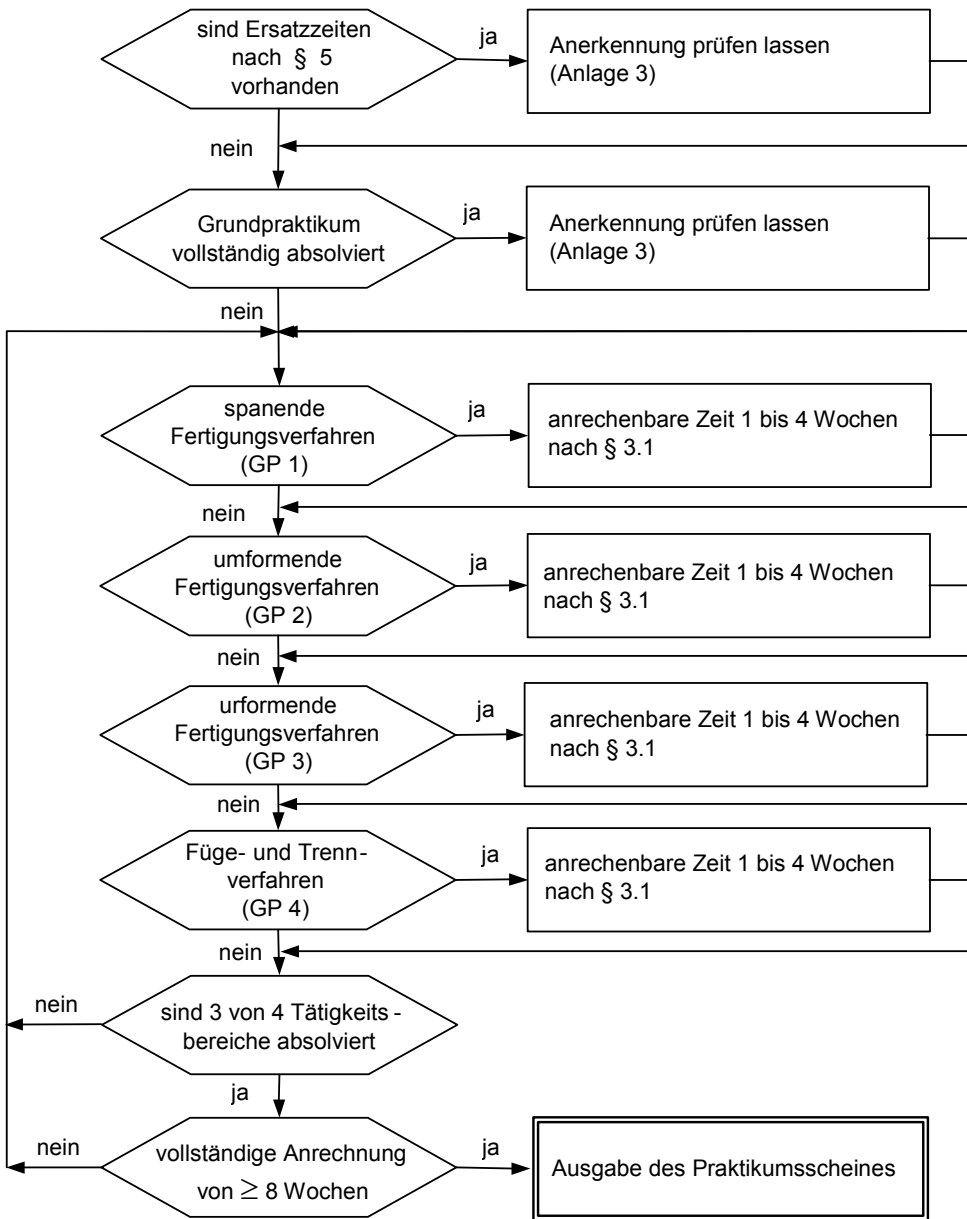 sind Ersatzzeiten
nach § 5
vorhanden
ja
Anerkennung prüfen lassen
(Anlage 3)
nein
Grundpraktikum
vollständig absolviert
ja
Anerkennung prüfen lassen
(Anlage 3)
nein
spanende
Fertigungsverfahren
(GP 1)
ja
anrechenbare Zeit 1 bis 4 Wochen
nach § 3.1
nein
umformende
Fertigungsverfahren
(GP 2)
ja
anrechenbare Zeit 1 bis 4 Wochen
nach § 3.1
nein
urformende
Fertigungsverfahren
(GP 3)
ja
anrechenbare Zeit 1 bis 4 Wochen
nach § 3.1
nein
Füge- und Trenn-
verfahren
(GP 4)
ja
anrechenbare Zeit 1 bis 4 Wochen
nach § 3.1
nein
nein
sind 3 von 4 Tätigkeits -
bereiche absolviert
ja
nein
vollständige Anrechnung
von ≥ 8 Wochen
ja
Ausgabe des Praktikumsscheines